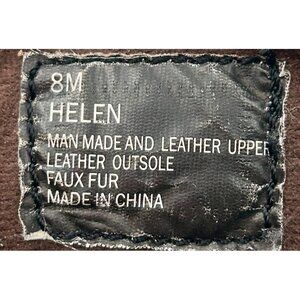 8M
HELEN
MAN MADE AND LEATHER UPPER
LEATHER OUTSOLE
FAUX FUR
MADE IN CHINA